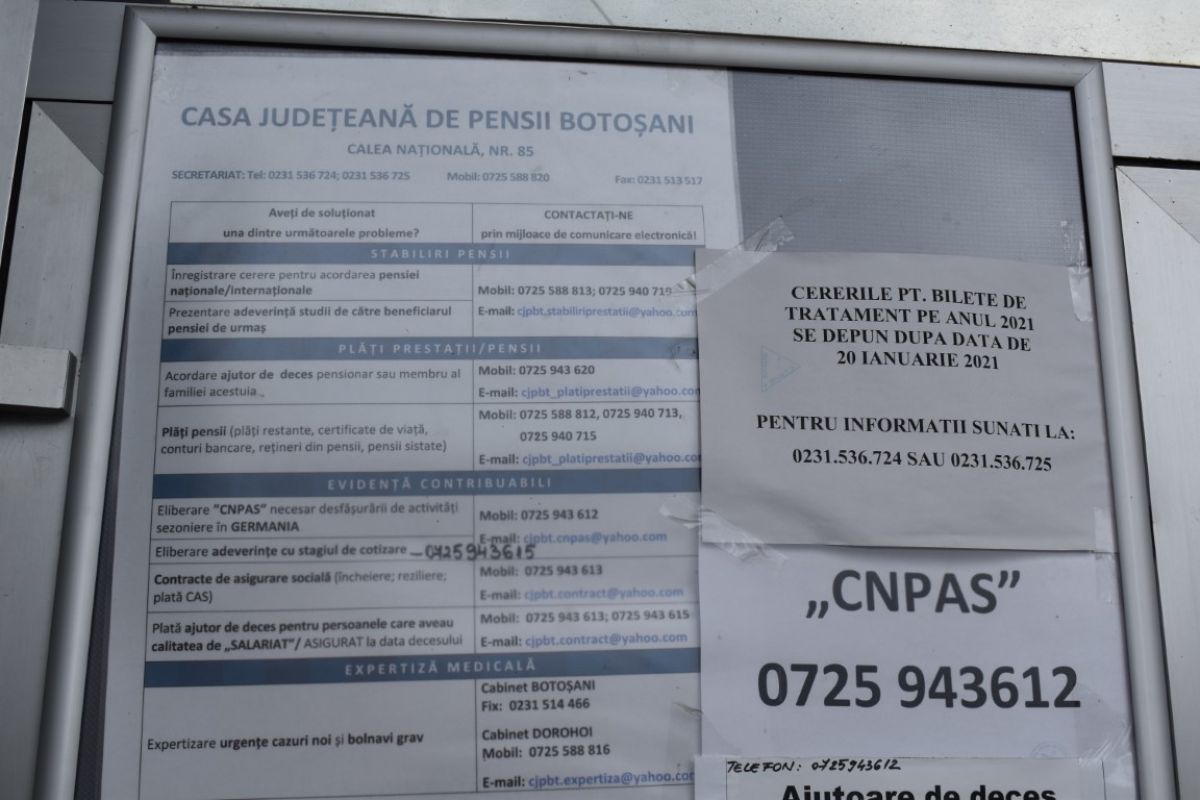 CASA JUDEȚEANĂ DE PENSII BOTOȘANI
CALEA NAȚIONALĂ, NR. 85
SECRETARIAT: Tel: 0231 536 724; 0231 536 725 Mobil: 0725 588 820 Fax: 0231 513 517
Aveți de soluționat
una dintre următoarele probleme?
CONTACTAȚI-NE
prin mijloace de comunicare electronică!
STABILIRI PENSII
Înregistrare cerere pentru acordarea pensiei
naționale/internaționale
Prezentare adeverință studii de către beneficiarul
pensiei de urmaș
Mobil: 0725 588 813; 0725 940 719
E-mail: cjpbt.stabiliriprestatii@yahoo.com
PLĂȚI PRESTAȚII/PENSII
Acordare ajutor de deces pensionar sau membru al
familiei acestuia
Mobil: 0725 943 620
E-mail: cjpbt_platiprestatii@yahoo.com
Plăți pensii (plăți restante, certificate de viață,
conturi bancare, rețineri din pensii, pensii sistate)
Mobil: 0725 588 812, 0725 940 713,
0725 940 715
E-mail: cjpbt_platiprestatii@yahoo.co
EVIDENȚĂ CONTRIBUABILI
Eliberare "CNPAS" necesar desfășurării de activități
sezoniere în GERMANIA
Mobil: 0725 943 612
E-mail: cjpbt.cnpas@yahoo.com
Eliberare adeverințe cu stagiul de cotizare – 0725943615
Contracte de asigurare socială (încheiere; reziliere;
plată CAS)
Mobil: 0725 943 613
E-mail: cjpbt.contract@yahoo.com
Plată ajutor de deces pentru persoanele care aveau
calitatea de „SALARIAT"/ ASIGURAT la data decesului
Mobil: 0725 943 613; 0725 943 615
E-mail: cjpbt.contract@yahoo.com
EXPERTIZĂ MEDICALĂ
Expertizare urgențe cazuri noi și bolnavi grav
Cabinet BOTOȘANI
Fix: 0231 514 466
Cabinet DOROHOI
Mobil: 0725 588 816
E-mail: cjpbt.expertiza@yahoo.co
CERERILE PT. BILETE DE
TRATAMENT PE ANUL 2021
SE DEPUN DUPA DATA DE
20 IANUARIE 2021
PENTRU INFORMATII SUNATI LA:
0231.536.724 SAU 0231.536.725
„CNPAS”
0725 943612
TELEFON: 0725943612
Ajutoare de deces